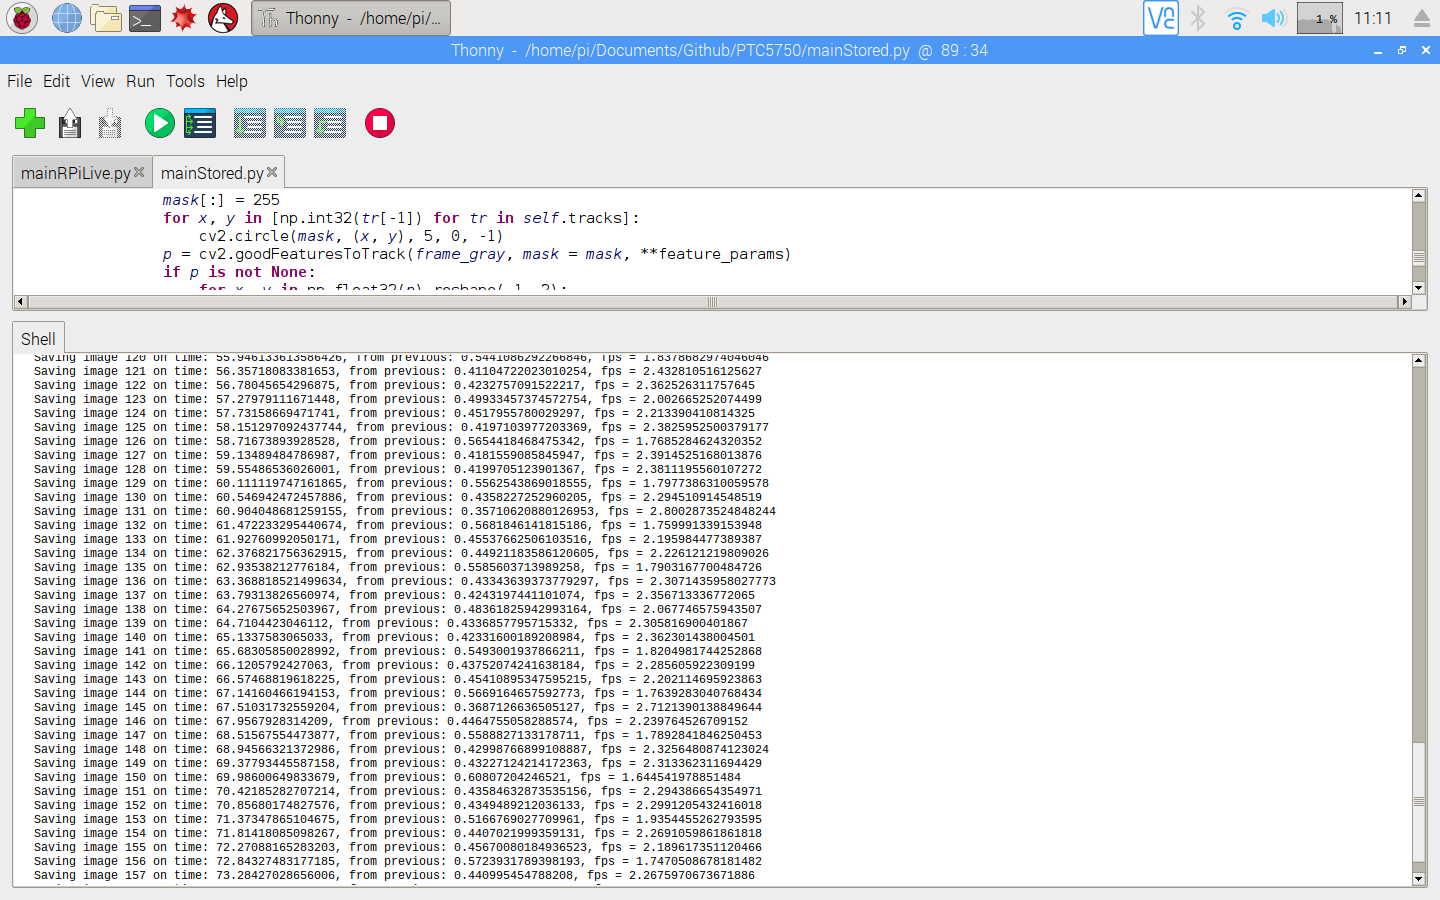 Thonny - /home/pi/...
1 %
11:11
Thonny - /home/pi/Documents/Github/PTC5750/mainStored.py @ 89 : 34
File Edit View Run Tools Help
mainRPiLive.py
mainStored.py
mask[:] = 255
for x, y in [np.int32(tr[-1]) for tr in self.tracks]:
cv2.circle(mask, (x, y), 5, 0, -1)
p = cv2.goodFeaturesToTrack(frame_gray, mask = mask, **feature_params)
if p is not None:
for x, y in np.float32(p).reshape(-1, 2):
Shell
Saving image 120 on time: 55.946133613586426, from previous: 0.5441086292266846, fps = 1.8378682974046046
Saving image 121 on time: 56.35718083381653, from previous: 0.41104722023010254, fps = 2.432810516125627
Saving image 122 on time: 56.78045654296875, from previous: 0.4232757091522217, fps = 2.362526311757645
Saving image 123 on time: 57.27979111671448, from previous: 0.49933457374572754, fps = 2.002665252074499
Saving image 124 on time: 57.73158669471741, from previous: 0.4517955780029297, fps = 2.213390410814325
Saving image 125 on time: 58.151297092437744, from previous: 0.4197103977203369, fps = 2.3825952500379177
Saving image 126 on time: 58.71673893928528, from previous: 0.5654418468475342, fps = 1.7685284624320352
Saving image 127 on time: 59.13489484786987, from previous: 0.4181559085845947, fps = 2.3914525168013876
Saving image 128 on time: 59.55486536026001, from previous: 0.4199705123901367, fps = 2.3811195560107272
Saving image 129 on time: 60.111119747161865, from previous: 0.5562543869018555, fps = 1.7977386310059578
Saving image 130 on time: 60.546942472457886, from previous: 0.4358227252960205, fps = 2.294510914548519
Saving image 131 on time: 60.904048681259155, from previous: 0.35710620880126953, fps = 2.8002873524848244
Saving image 132 on time: 61.472233295440674, from previous: 0.5681846141815186, fps = 1.759991339153948
Saving image 133 on time: 61.92760992050171, from previous: 0.45537662506103516, fps = 2.195984477389387
Saving image 134 on time: 62.376821756362915, from previous: 0.44921183586120605, fps = 2.226121219809026
Saving image 135 on time: 62.93538212776184, from previous: 0.5585603713989258, fps = 1.7903167700484726
Saving image 136 on time: 63.368818521499634, from previous: 0.43343639373779297, fps = 2.3071435958027773
Saving image 137 on time: 63.79313826560974, from previous: 0.4243197441101074, fps = 2.356713336772065
Saving image 138 on time: 64.27675652503967, from previous: 0.48361825942993164, fps = 2.067746575943507
Saving image 139 on time: 64.7104423046112, from previous: 0.4336857795715332, fps = 2.305816900401867
Saving image 140 on time: 65.1337583065033, from previous: 0.42331600189208984, fps = 2.362301438004501
Saving image 141 on time: 65.68305850028992, from previous: 0.5493001937866211, fps = 1.8204981744252868
Saving image 142 on time: 66.1205792427063, from previous: 0.43752074241638184, fps = 2.285605922309199
Saving image 143 on time: 66.57468819618225, from previous: 0.45410895347595215, fps = 2.202114695923863
Saving image 144 on time: 67.14160466194153, from previous: 0.5669164657592773, fps = 1.7639283040768434
Saving image 145 on time: 67.51031732559204, from previous: 0.3687126636505127, fps = 2.7121390138849644
Saving image 146 on time: 67.9567928314209, from previous: 0.4464755058288574, fps = 2.239764526709152
Saving image 147 on time: 68.51567554473877, from previous: 0.5588827133178711, fps = 1.7892841846250453
Saving image 148 on time: 68.94566321372986, from previous: 0.42998766899108887, fps = 2.3256480874123024
Saving image 149 on time: 69.37793445587158, from previous: 0.43227124214172363, fps = 2.313362311694429
Saving image 150 on time: 69.98600649833679, from previous: 0.60807204246521, fps = 1.644541978851484
Saving image 151 on time: 70.42185282707214, from previous: 0.43584632873535156, fps = 2.294386654354971
Saving image 152 on time: 70.85680174827576, from previous: 0.4349489212036133, fps = 2.2991205432416018
Saving image 153 on time: 71.37347865104675, from previous: 0.5166769027709961, fps = 1.9354455262793595
Saving image 154 on time: 71.81418085098267, from previous: 0.4407021999359131, fps = 2.2691059861861818
Saving image 155 on time: 72.27088165283203, from previous: 0.45670080184936523, fps = 2.189617351120466
Saving image 156 on time: 72.84327483177185, from previous: 0.5723931789398193, fps = 1.7470508678181482
Saving image 157 on time: 73.28427028656006, from previous: 0.440995454788208, fps = 2.2675970673671886